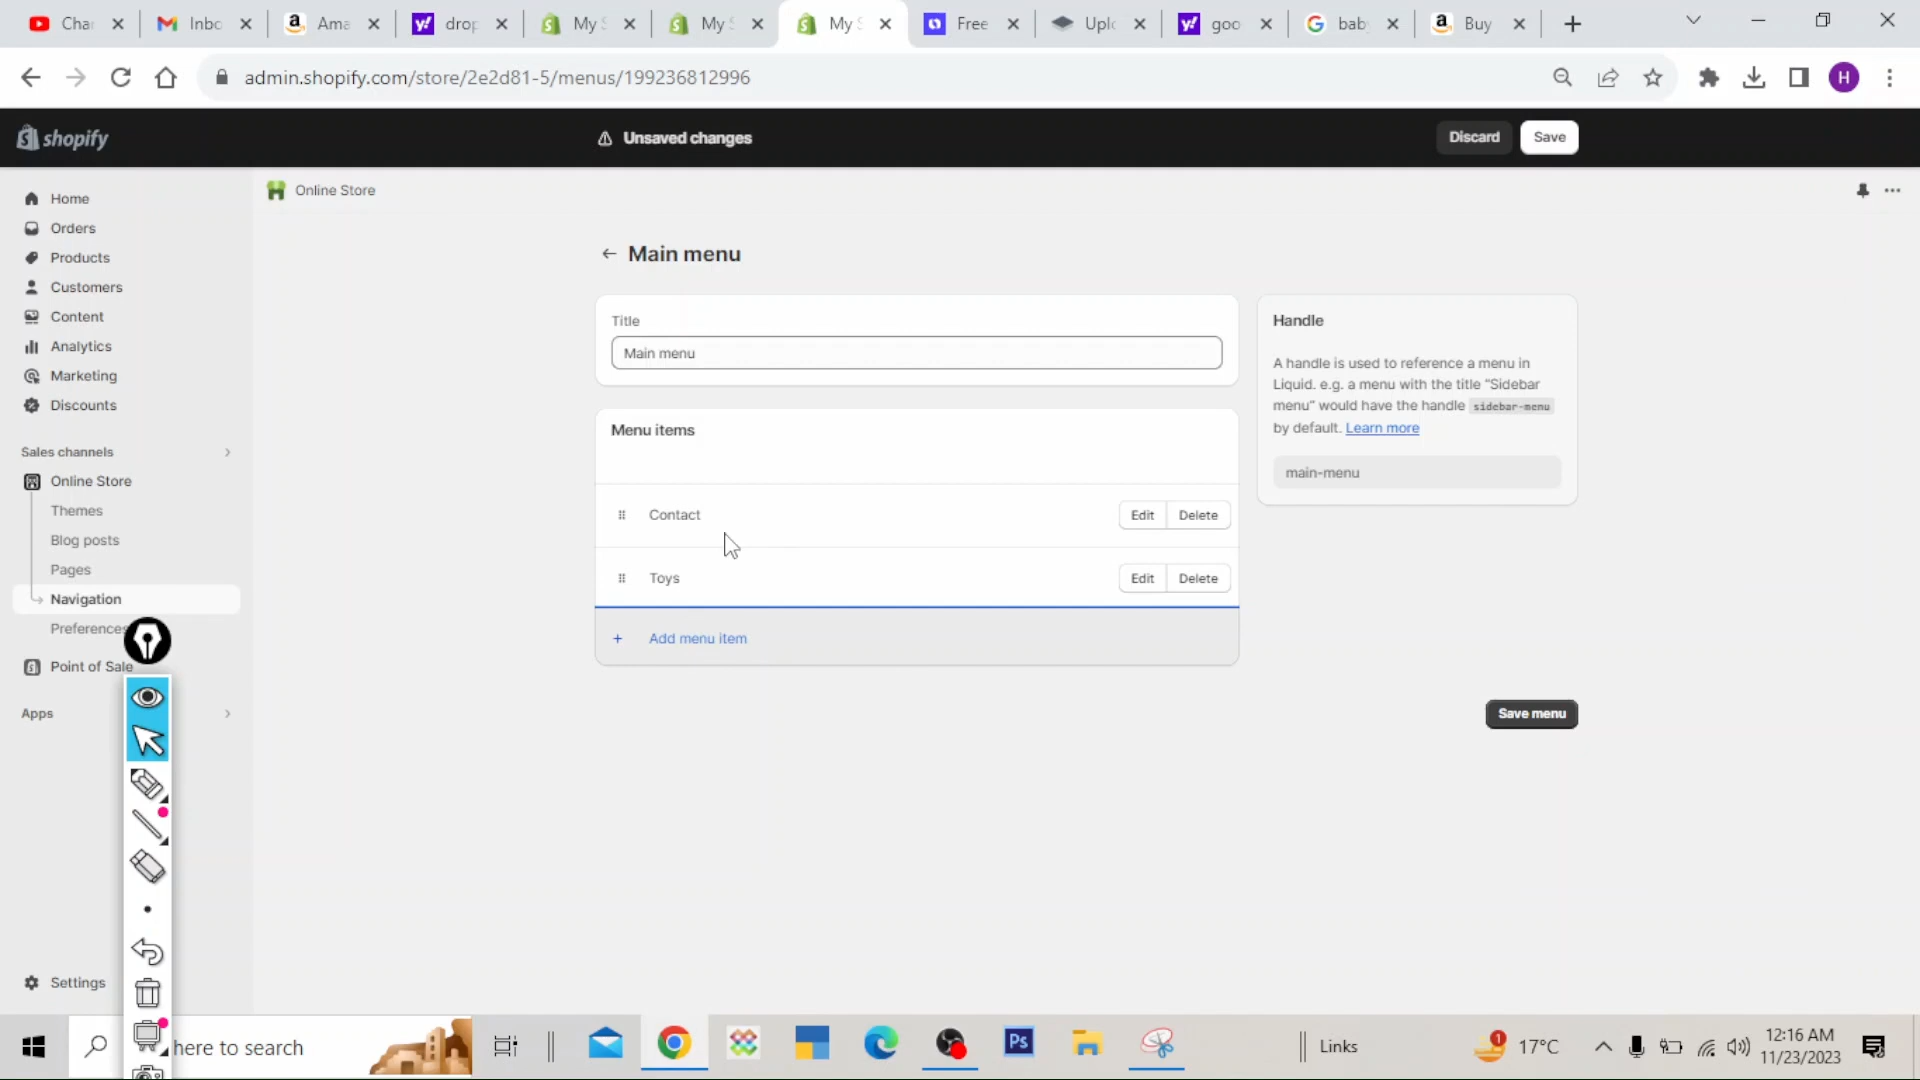 Cha
Inbo
Ama
drop
My S
My S
My S
Free
Uplo
goo
bab
Buy
admin.shopify.com/store/2e2d81-5/menus/199236812996
H
shopify
Unsaved changes
Discard
Save
Home
Orders
Products
Customers
Content
Analytics
Marketing
Discounts
Sales channels
Online Store
Themes
Blog posts
Pages
Navigation
Preferences
Point of Sale
Apps
Settings
Online Store
Main menu
Title
Main menu
Menu items
Contact
Edit
Delete
Toys
Edit
Delete
+ Add menu item
Handle
A handle is used to reference a menu in
Liquid. e.g. a menu with the title "Sidebar
menu" would have the handle sidebar-menu
by default. Learn more
main-menu
Save menu
here to search
Ps
Links
1
17°C
12:16 AM
11/23/2023